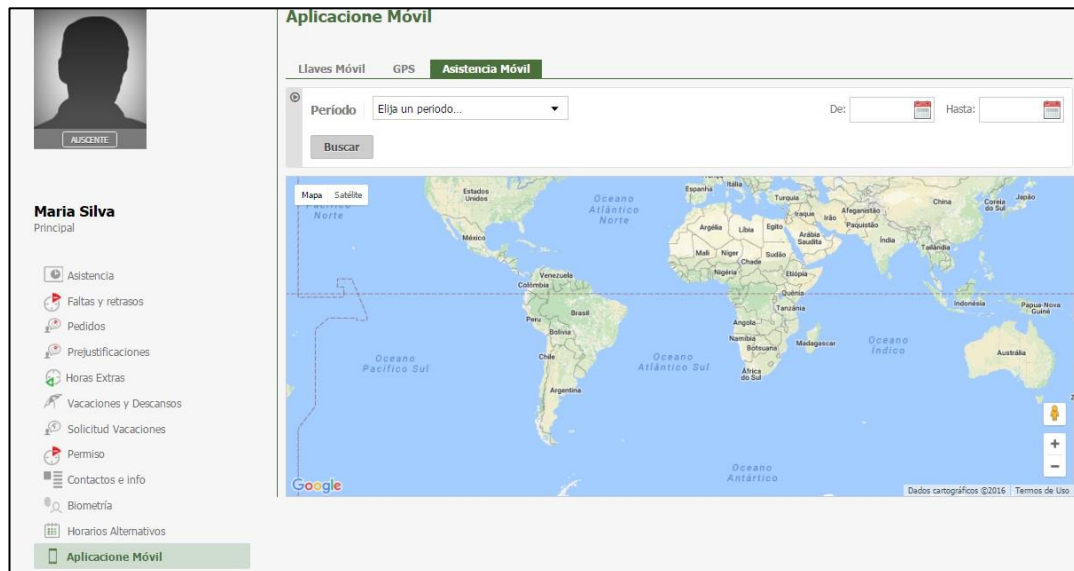 Aplicacione Móvil
Llaves Móvil GPS Asistencia Móvil
Período Elija un periodo... De: Hasta:
Buscar
AUSCENTE
Maria Silva
Principal
Asistencia
Faltas y retrasos
Pedidos
Prejustificaciones
Horas Extras
Vacaciones y Descansos
Solicitud Vacaciones
Permiso
Contactos e info
Biometría
Horarios Alternativos
Aplicacione Móvil
Mapa Satélite
Norte
Estados
Unidos
Oceano
Atlântico
Norte
Espanha
Itália
Turquia
Iraque
Irão
Afeganistão
Paquistão
China
Coreia
do Sul
Japão
México
Argélia
Líbia
Egito
Arábia
Saudita
Índia
Tailândia
Mali
Niger
Chade
Sudão
Nigéria
Etiópia
Venezuela
Colômbia
Quénia
Indonésia
Papua-Nova
Guiné
Brasil
Tanzânia
Peru
Angola
Bolívia
Namíbia
Botsuana
Madagascar
Oceano
Índico
Austrália
Oceano
Pacífico Sul
Chile
Oceano
Atlântico Sul
África
do Sul
Argentina
Oceano
Antártico
Google
Dados cartográficos ©2016 Termos de Uso